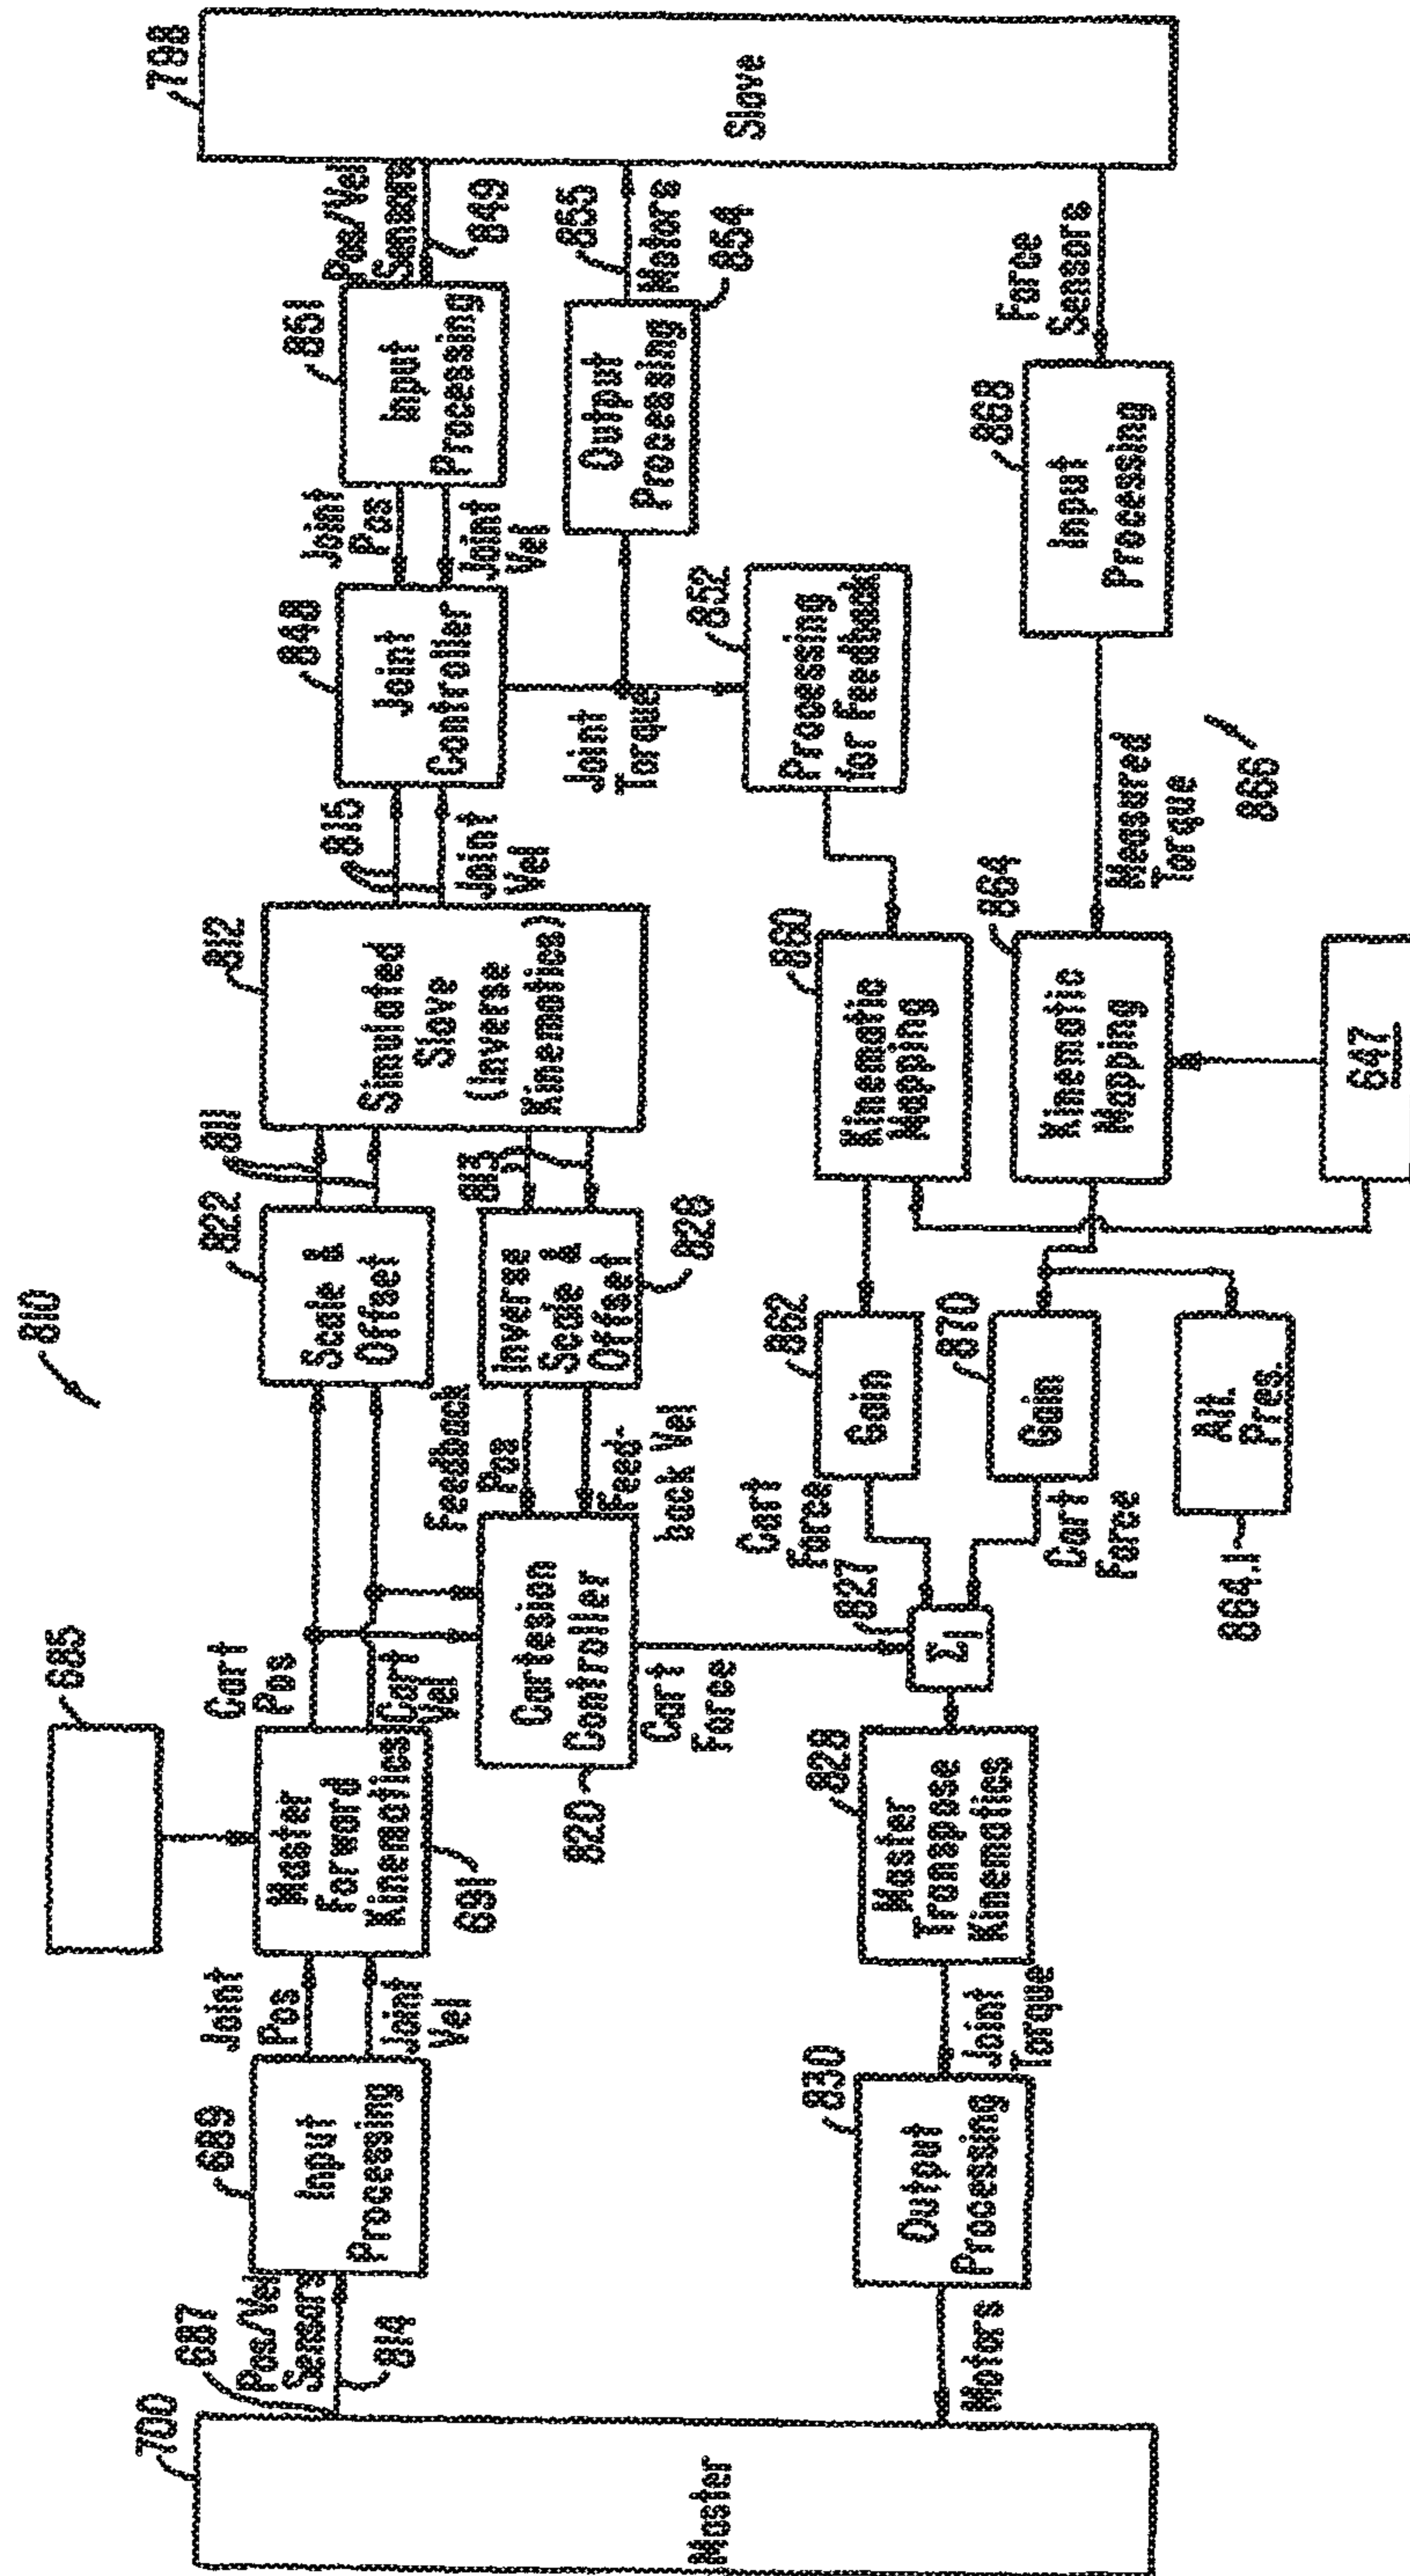 810
700
Master
687
Pos/Vel
Sensors
814
689
Input
Processing
Joint
Pos
Joint
Vel
685
Master
Forward
Kinematics
691
Cart
Pos
Cart
Vel
Cartesian
Controller
820
Cart
Force
Feedback
Pos
Feed-
back Vel
822
Scale &
Offset
Inverse
Scale &
Offset
826
811
813
812
Simulated
Slave
(Inverse
Kinematics)
815
Joint
Vel
848
Joint
Controller
Joint
Pos
Joint
Vel
851
Input
Processing
Pos/Vel
Sensors
849
798
Slave
Joint
Torque
Output
Processing
854
855
Motors
852
Processing
for Feedback
Motors
830
Output
Processing
Joint
Torque
828
Master
Transpose
Kinematics
827
Σ1
Cart
Force
862
Gain
860
Kinematic
Mapping
Cart
Force
870
Gain
864
Kinematic
Mapping
Measured
Torque
868
Input
Processing
Force
Sensors
864.1
Alt.
Pres.
647
866